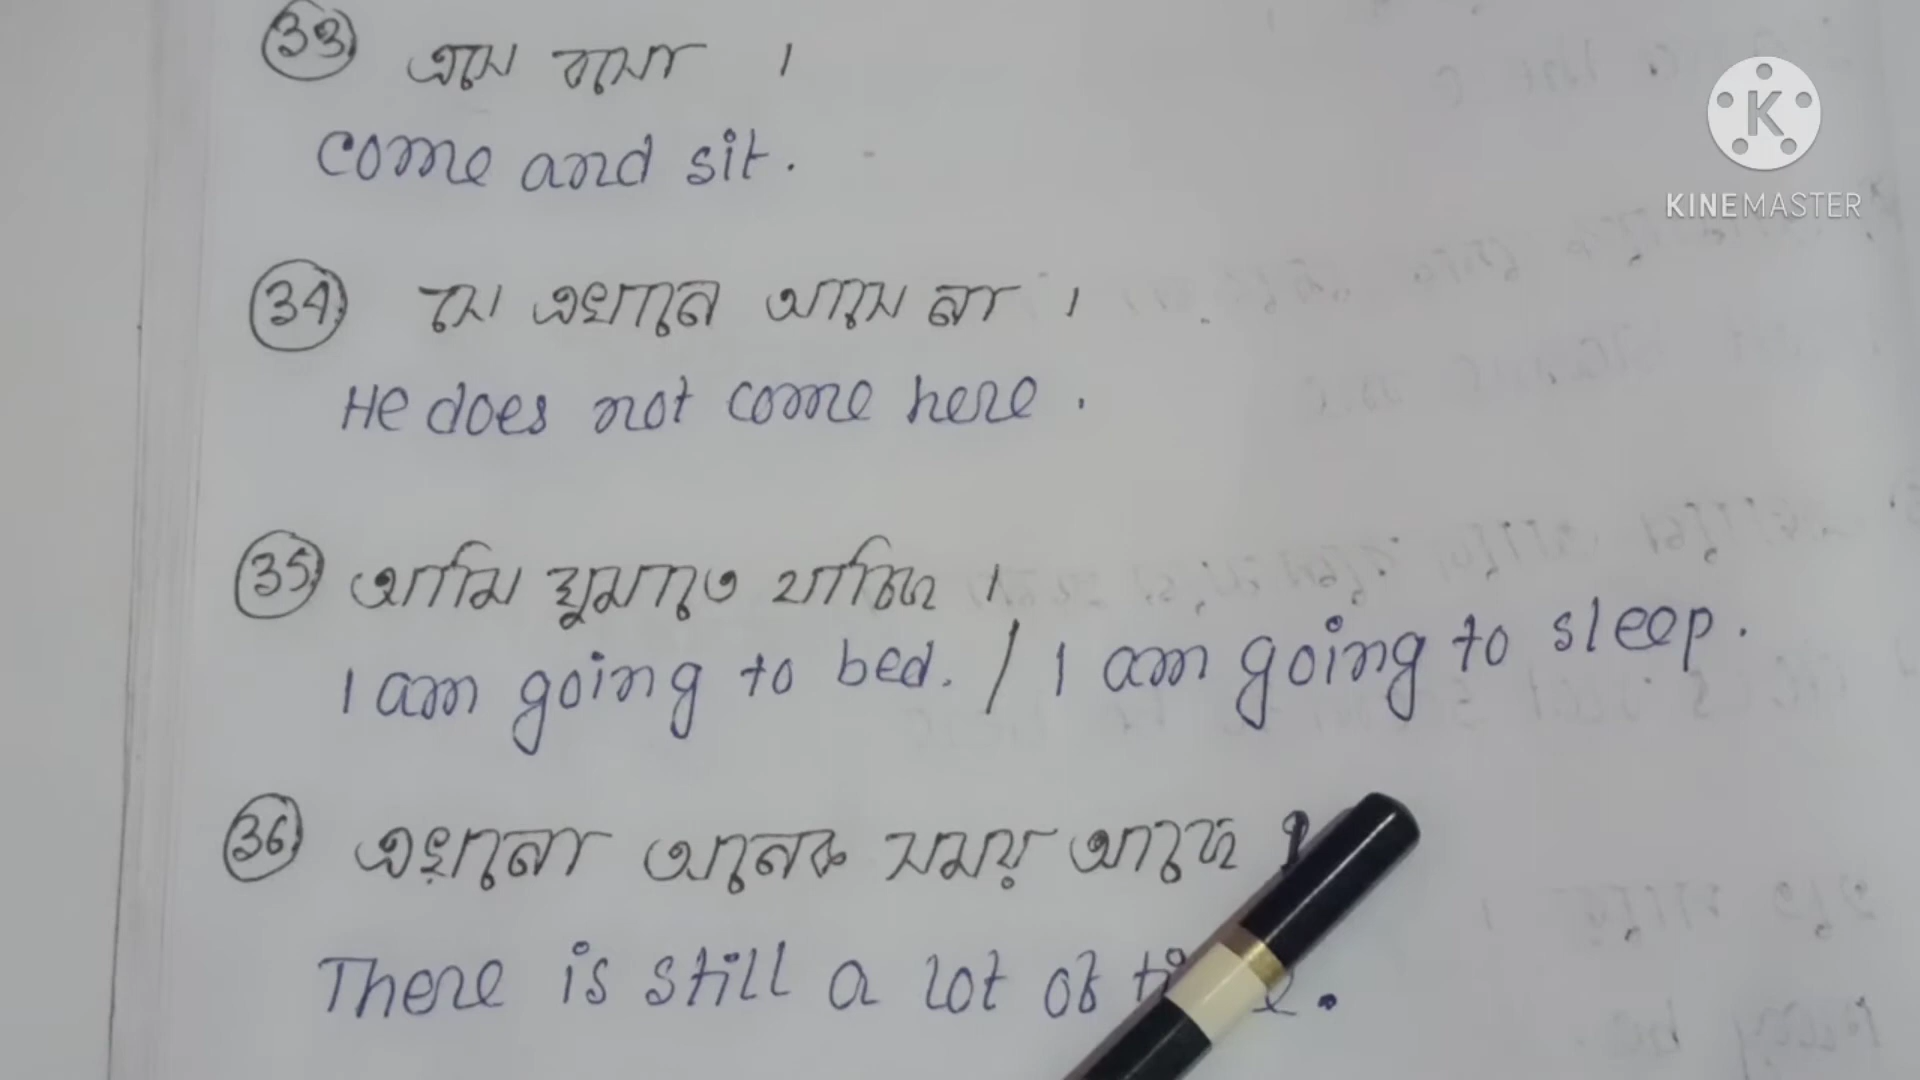 33 এসে বসো ।
Come and sit.
34 সে এখানে আসে না ।
He does not come here.
35 আমি ঘুমাতে যাচ্ছি ।
I am going to bed. / I am going to sleep.
36 এখনো অনেক সময় আছে ।
There is still a lot of
K
KINEMASTER